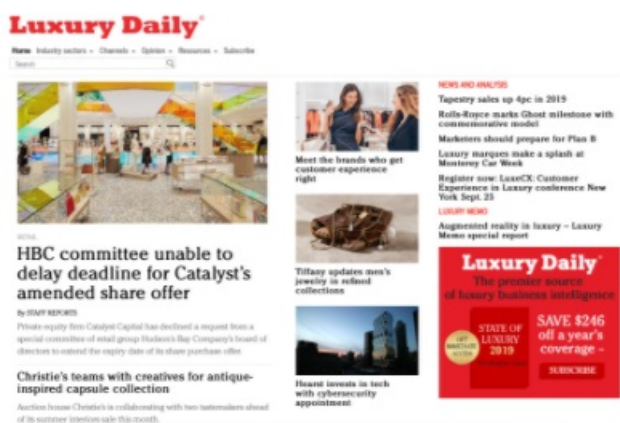 Luxury Daily
Home Industry sectors Channels Opinion Resources Subscribe
Search
RETAIL
HBC committee unable to
delay deadline for Catalyst's
amended share offer
By STAFF REPORTS
Private equity firm Catalyst Capital has declined a request from a
special committee of retail group Hudson's Bay Company's board of
directors to extend the expiry date of its share purchase offer
Christie's teams with creatives for antique-
inspired capsule collection
Auction house Christie's is collaborating with two tastemakers ahead
of its summer interiors sale this month.
Meet the brands who get
customer experience
right
Tiffany updates men's
jewelry in refined
collections
Hearst invests in tech
with cybersecurity
appointment
NEWS AND ANALYSIS
Tapestry sales up 4pc in 2019
Rolls-Royce marks Ghost milestone with
commemorative model
Marketers should prepare for Plan B
Luxury marques make a splash at
Monterey Car Week
Register now: LuxeCX: Customer
Experience in Luxury conference New
York Sept. 25
LUXURY MEMO
Augmented reality in luxury – Luxury
Memo special report
Luxury Daily
The premier source
of luxury business intelligence
GET
IMMEDIATE
ACCESS
STATE OF
LUXURY
2019
SAVE $246
off a year's
coverage –
SUBSCRIBE